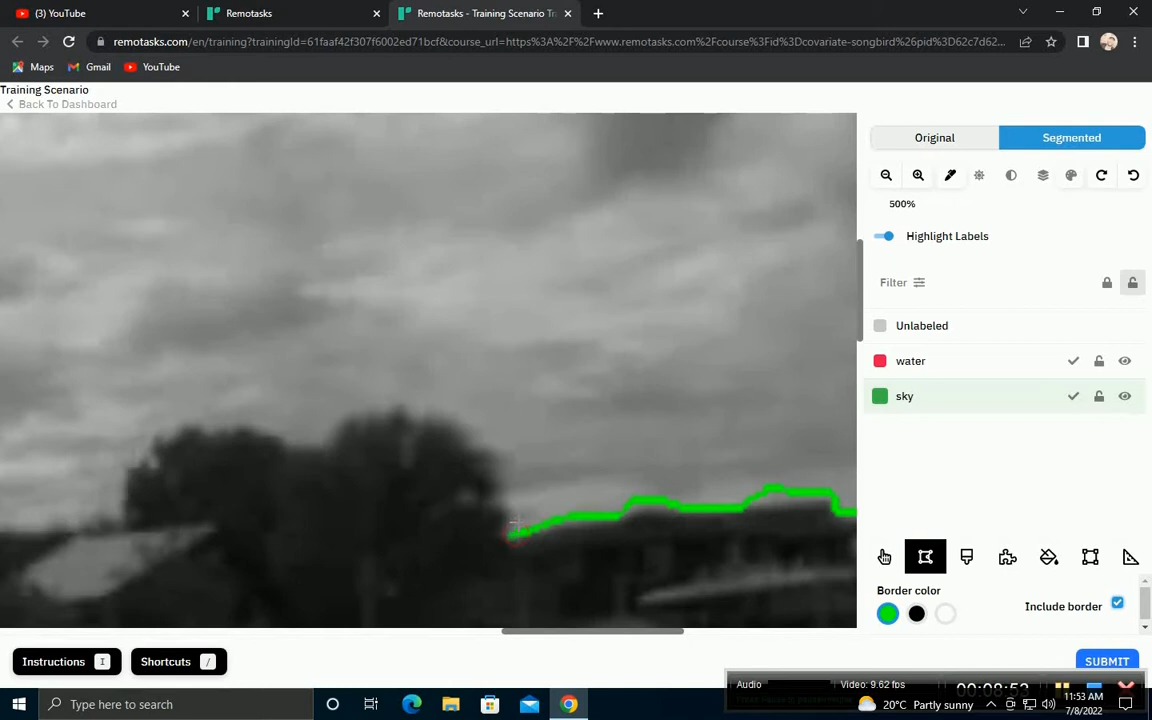 (3) YouTube
Remotasks
Remotasks - Training Scenario Tr
remotasks.com/en/training?trainingId=61faaf42f307f6002ed71bcf&course_url=https%3A%2F%2Fwww.remotasks.com%2Fcourse%3Fid%3Dcovariate-songbird%26pid%3D62c7d62...
Maps
Gmail
YouTube
Training Scenario
Back To Dashboard
Original
Segmented
500%
Highlight Labels
Filter
Unlabeled
water
sky
Border color
Include border
Instructions I
Shortcuts /
SUBMIT
Audio
Video: 9.62 fps
00:08:53
Type here to search
20°C Partly sunny
11:53 AM
7/8/2022